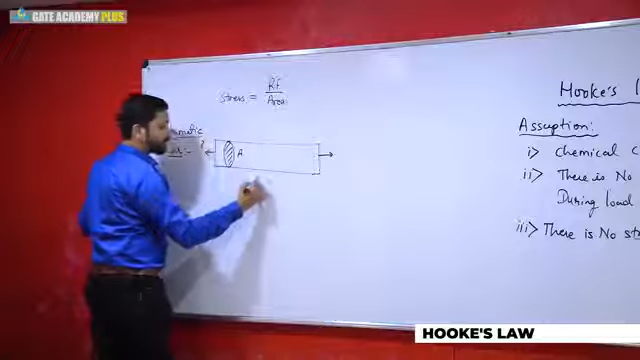 GATE ACADEMY PLUS
Stress = RF
Area
A
P
Hooke's
Assuption:-
i) Chemical C
ii) There is No
During load
iii) There is No
HOOKE'S LAW